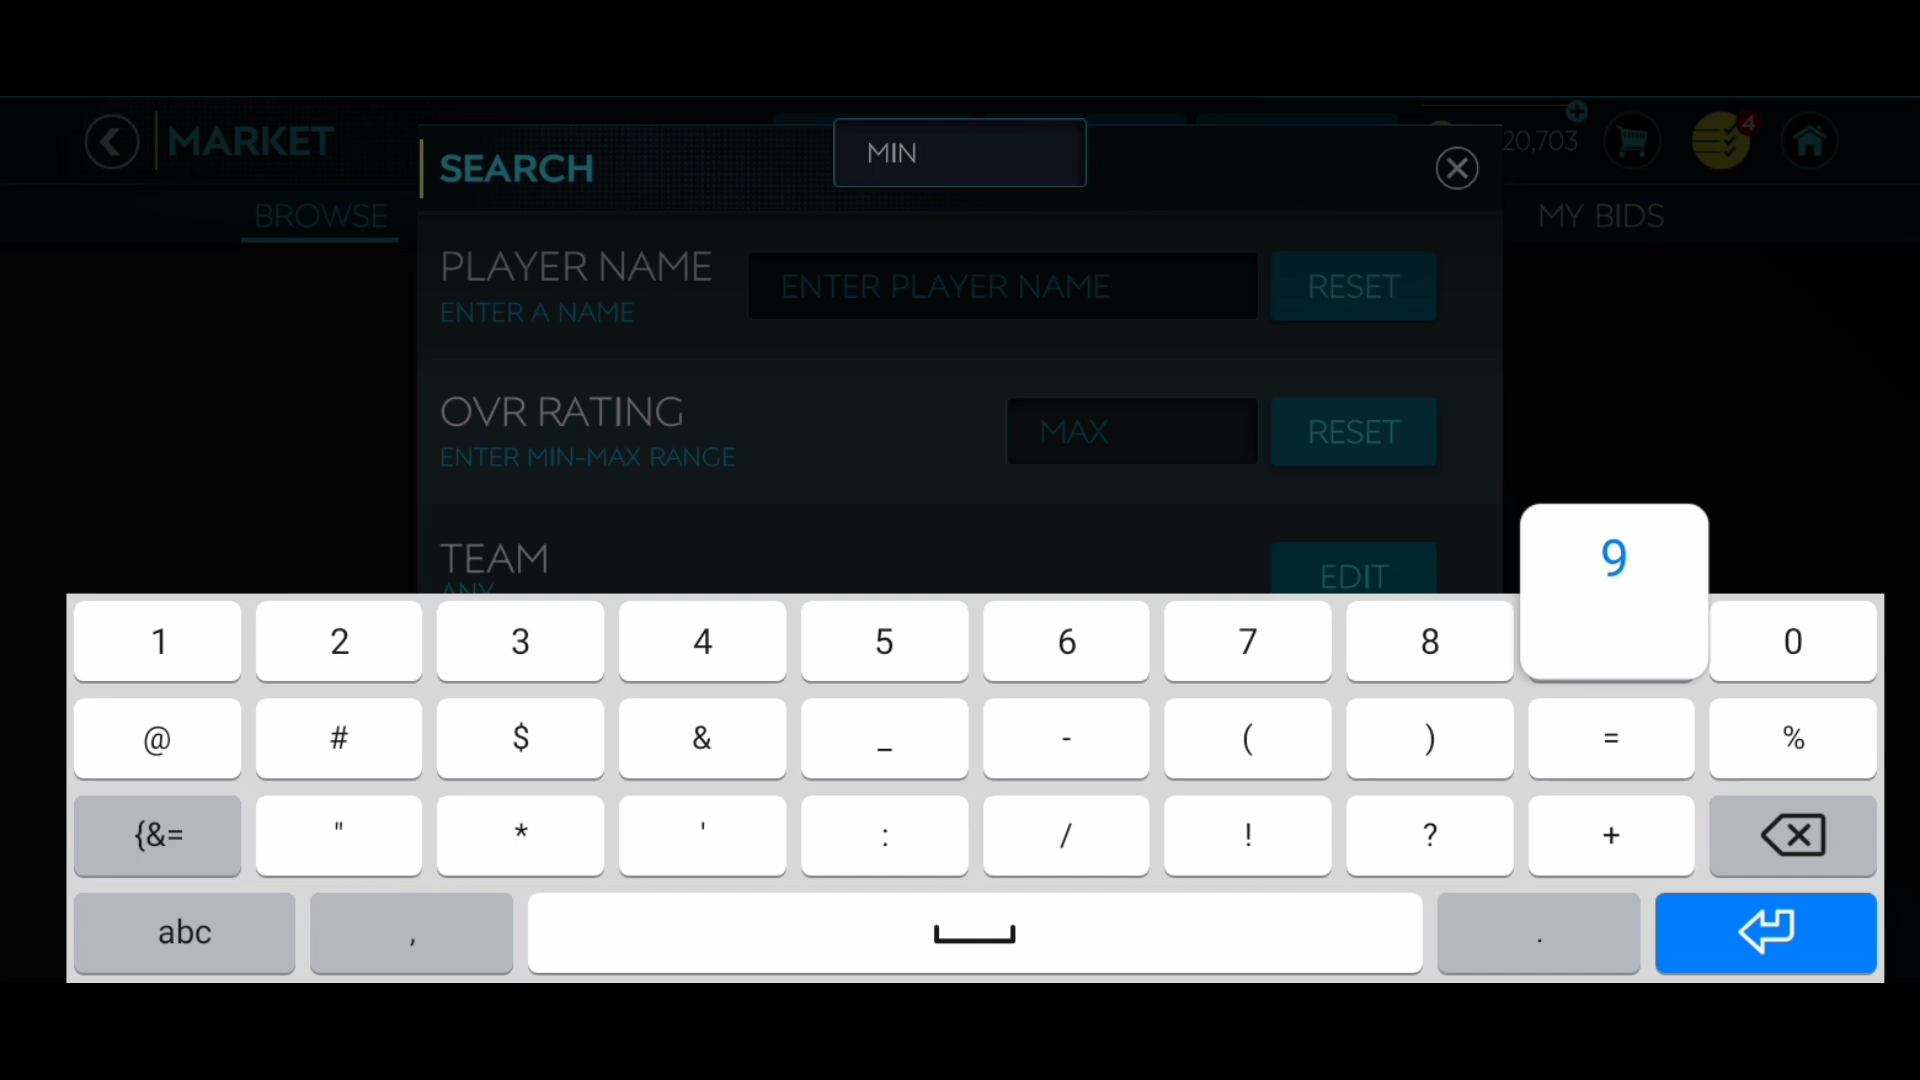 MARKET
20,703
4
SEARCH
MIN
BROWSE
MY BIDS
PLAYER NAME
ENTER A NAME
ENTER PLAYER NAME
RESET
OVR RATING
ENTER MIN-MAX RANGE
MAX
RESET
TEAM
ANY
EDIT
1 2 3 4 5 6 7 8 9 0
@ # $ & _ - ( ) = %
{&= " * ' : / ! ? +
abc , .